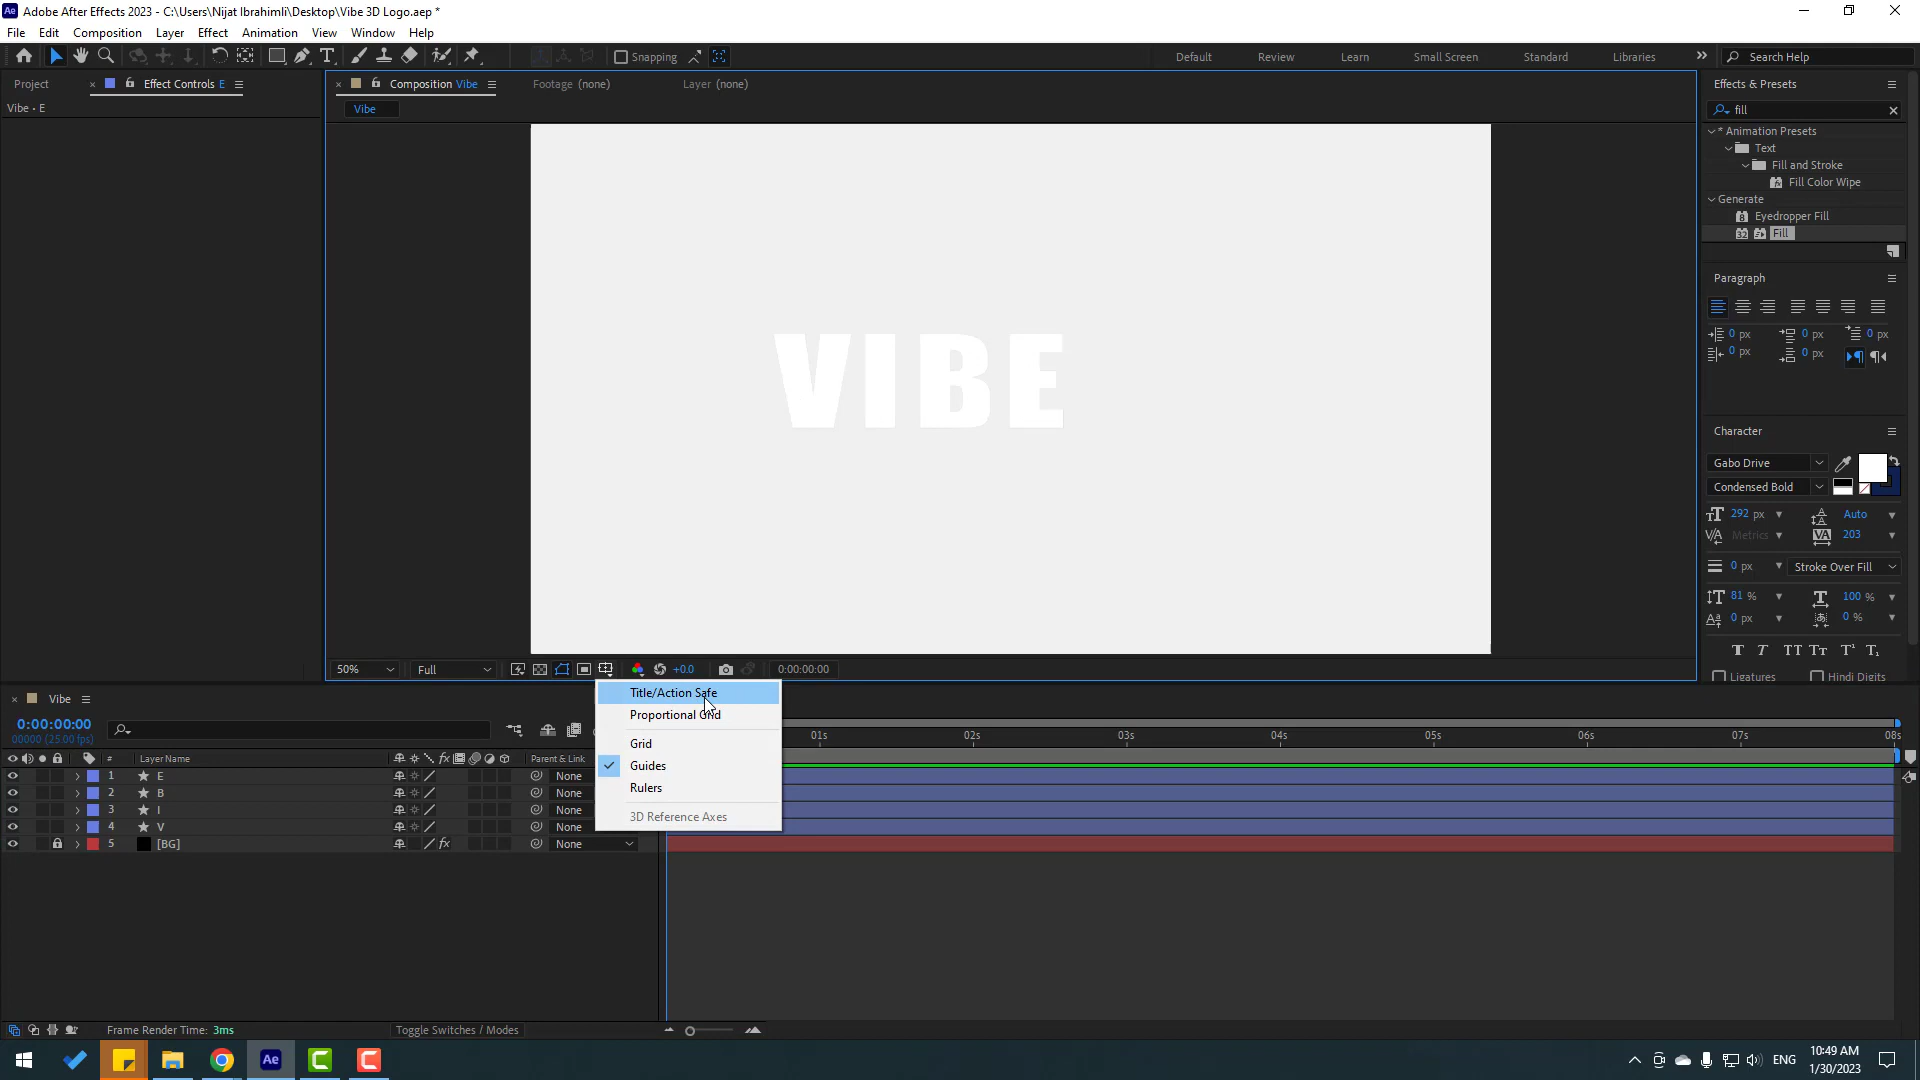 Adobe After Effects 2023 - C:\Users\Nijat Ibrahimli\Desktop\Vibe 3D Logo.aep *
File Edit Composition Layer Effect Animation View Window Help
Snapping Default Review Learn Small Screen Standard Libraries Search Help
Project Effect Controls E Composition Vibe Footage (none) Layer (none) Effects & Presets
Vibe • E Vibe fill
* Animation Presets
Text
Fill and Stroke
Fill Color Wipe
Generate
Eyedropper Fill
Fill
Paragraph
0 px 0 px 0 px
0 px 0 px
VIBE
Character
Gabo Drive
Condensed Bold
292 px Auto
Metrics 203
0 px Stroke Over Fill
81 % 100 %
0 px 0 %
Ligatures Hindi Digits
50% Full +0.0 0:00:00:00
Title/Action Safe
Proportional Grid
Grid
Guides
Rulers
3D Reference Axes
Vibe
0:00:00:00
00000 (25.00 fps)
01s 02s 03s 04s 05s 06s 07s 08s
# Layer Name Parent & Link
1 E None
2 B None
3 I None
4 V None
5 [BG] None
Frame Render Time: 3ms Toggle Switches / Modes
ENG 10:49 AM
1/30/2023